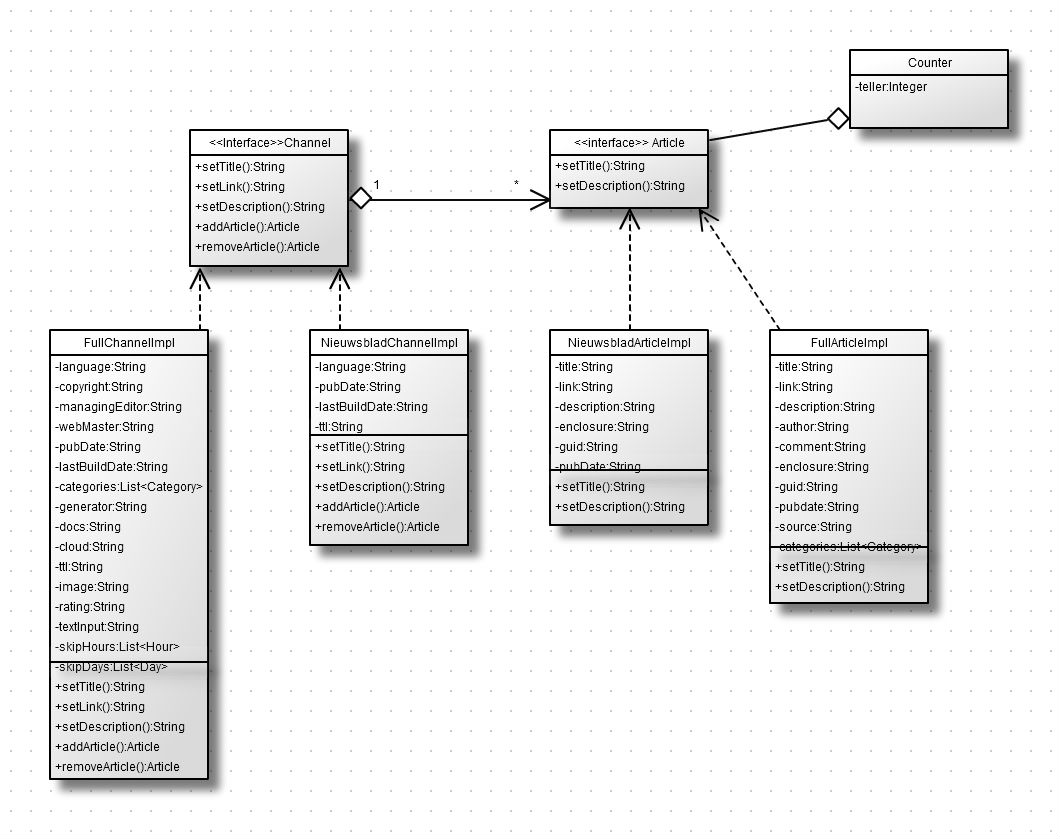 Counter
-teller:Integer
<<Interface>>Channel
+setTitle():String
+setLink():String
+setDescription():String
+addArticle():Article
+removeArticle():Article
1
*
<<interface>> Article
+setTitle():String
+setDescription():String
FullChannelImpl
-language:String
-copyright:String
-managingEditor:String
-webMaster:String
-pubDate:String
-lastBuildDate:String
-categories:List<Category>
-generator:String
-docs:String
-cloud:String
-ttl:String
-image:String
-rating:String
-textInput:String
-skipHours:List<Hour>
-skipDays:List<Day>
+setTitle():String
+setLink():String
+setDescription():String
+addArticle():Article
+removeArticle():Article
NieuwsbladChannelImpl
-language:String
-pubDate:String
-lastBuildDate:String
-ttl:String
+setTitle():String
+setLink():String
+setDescription():String
+addArticle():Article
+removeArticle():Article
NieuwsbladArticleImpl
-title:String
-link:String
-description:String
-enclosure:String
-guid:String
-pubDate:String
+setTitle():String
+setDescription():String
FullArticleImpl
-title:String
-link:String
-description:String
-author:String
-comment:String
-enclosure:String
-guid:String
-pubdate:String
-source:String
-categories:List<Category>
+setTitle():String
+setDescription():String